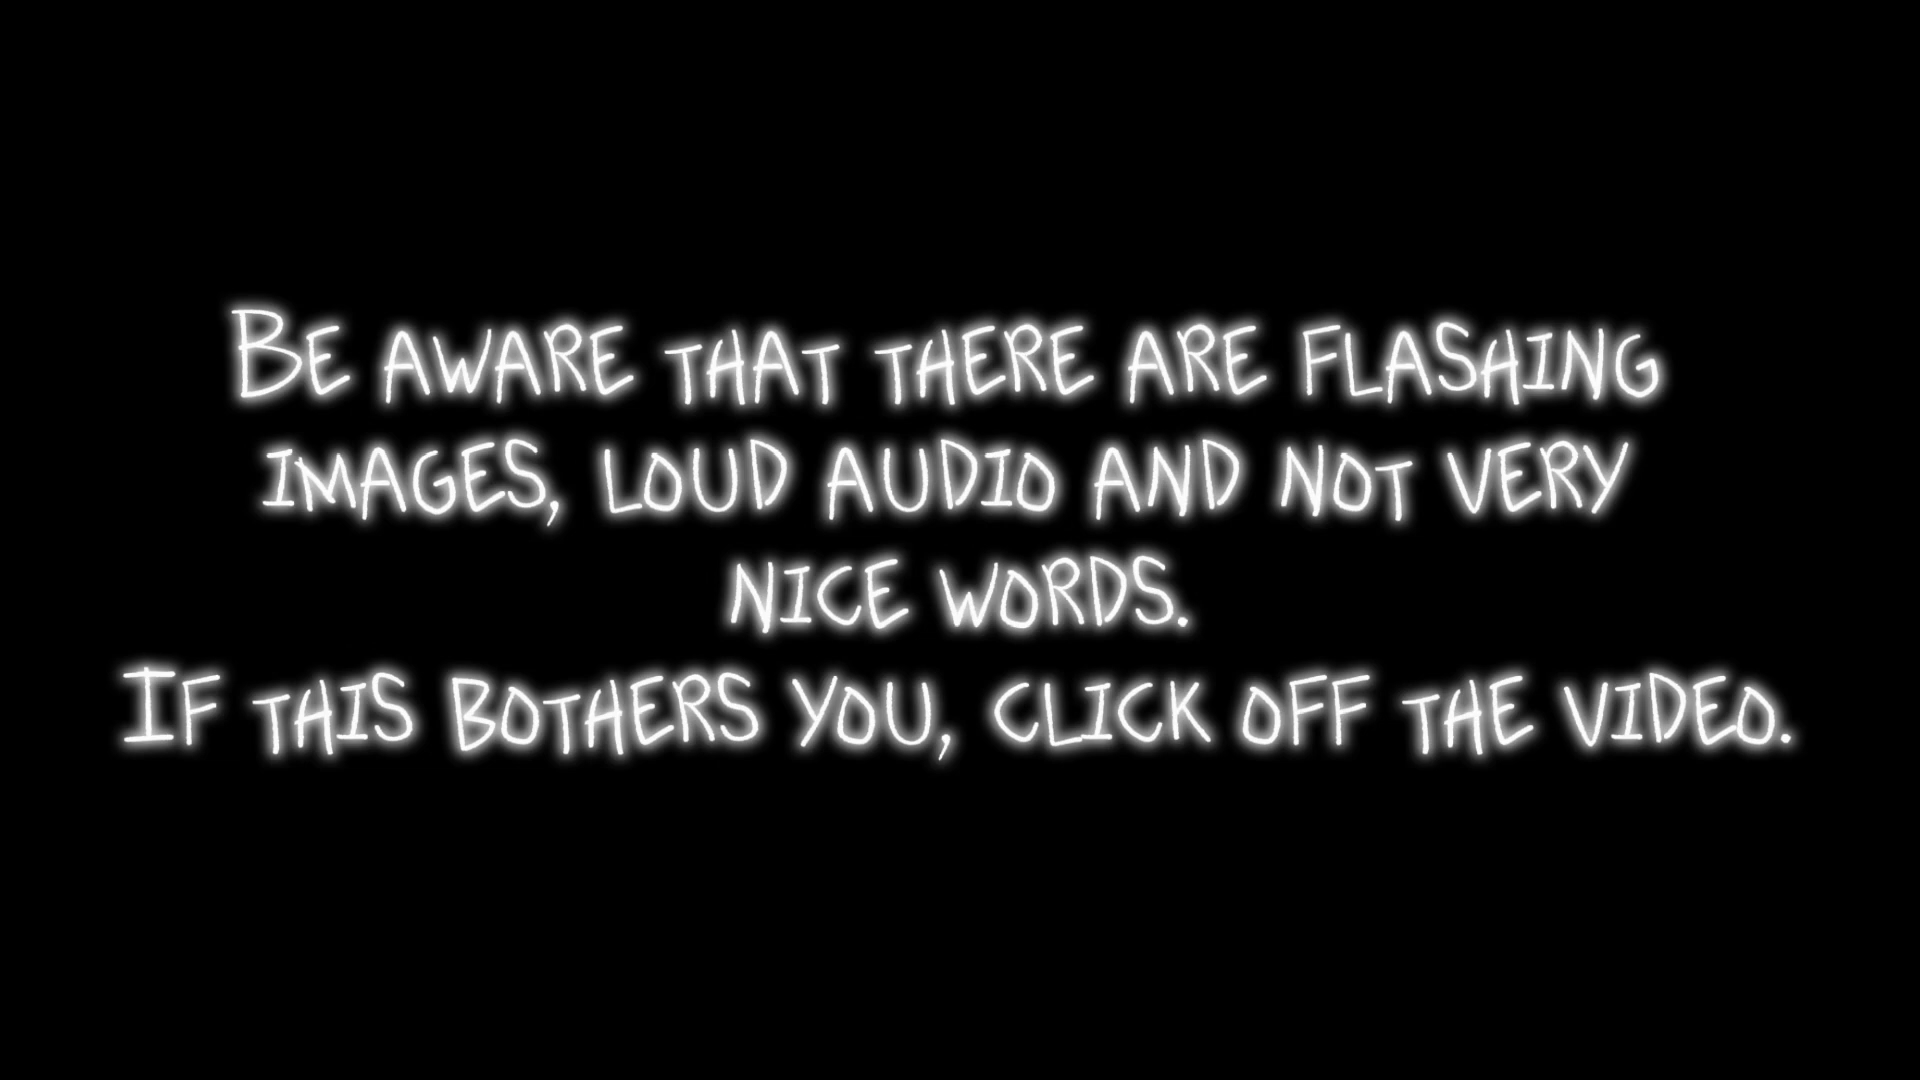 Be aware that there are flashing
images, loud audio and not very
nice words.
If this bothers you, click off the video.